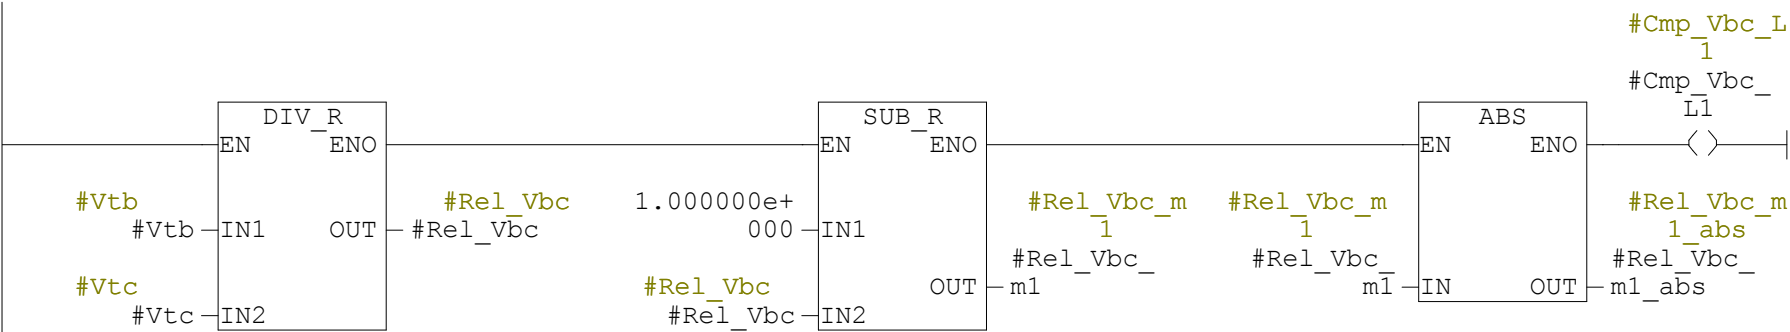 #Cmp_Vbc_L
1
#Cmp_Vbc_
L1
DIV_R
SUB_R
ABS
EN ENO
EN ENO
EN ENO
( )
#Vtb
#Rel_Vbc
1.000000e+
#Rel_Vbc_m
#Rel_Vbc_m
#Rel_Vbc_m
#Vtb IN1 OUT #Rel_Vbc
000 IN1
1
1
1_abs
#Rel_Vbc_
#Rel_Vbc_
#Rel_Vbc_
#Vtc
#Rel_Vbc
OUT m1
m1 IN OUT m1_abs
#Vtc IN2
#Rel_Vbc IN2